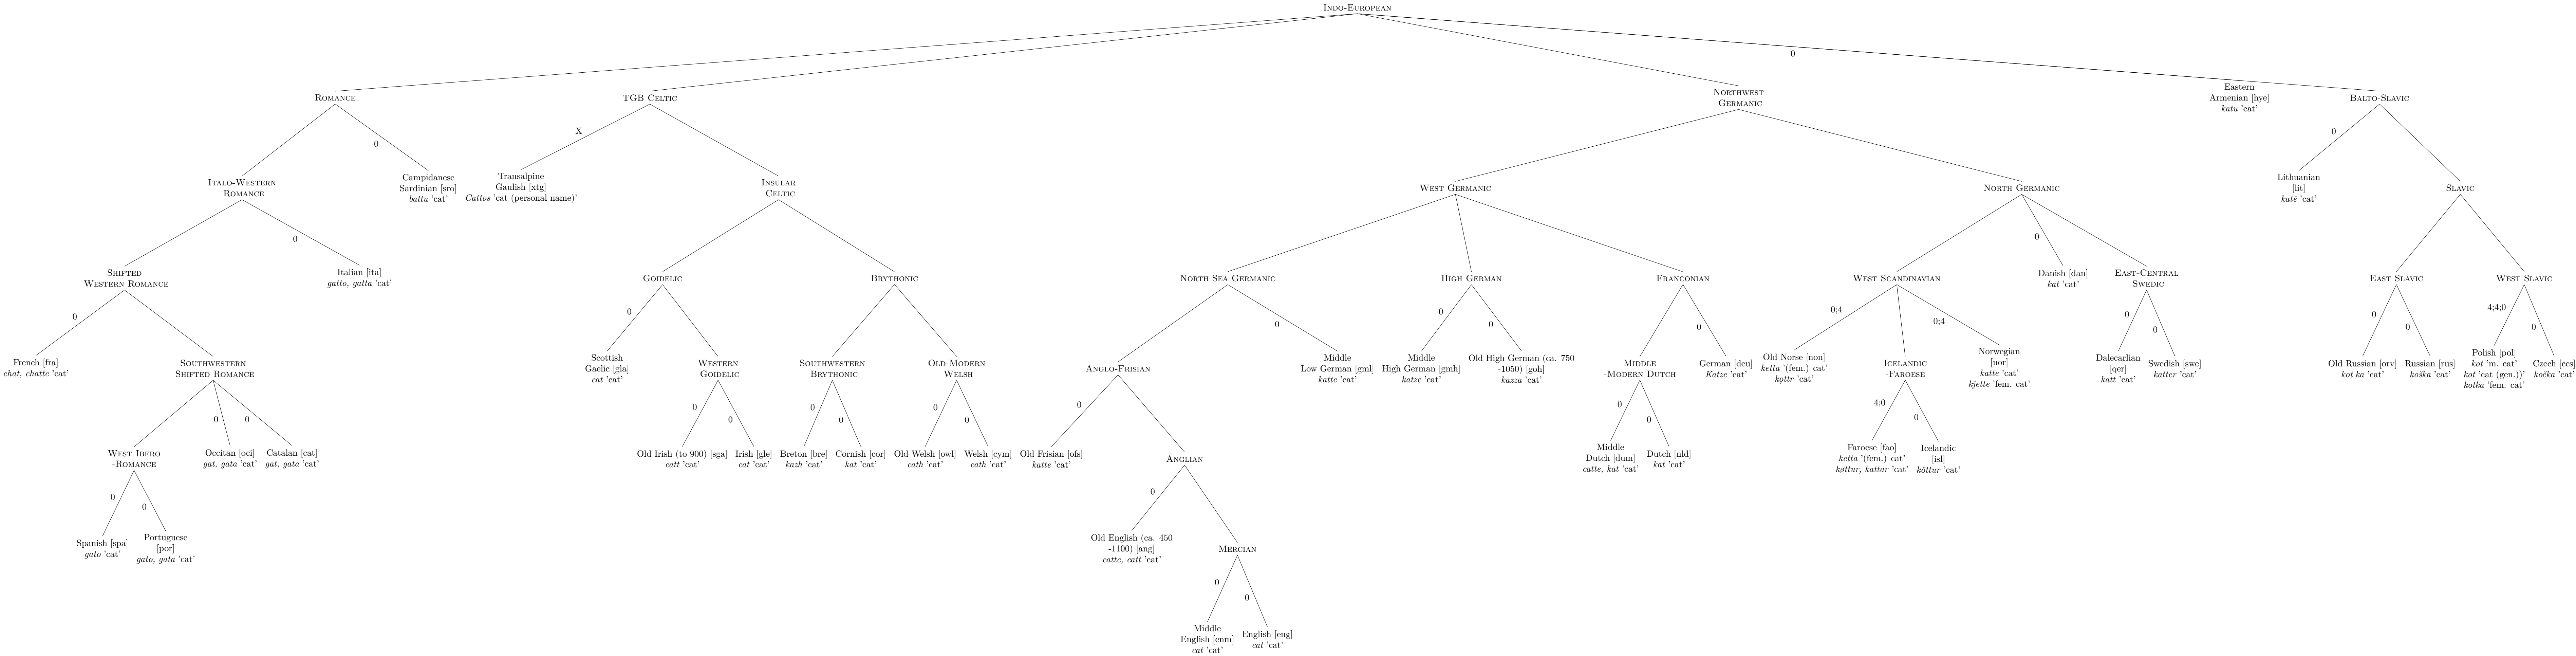 Indo-European
0
Romance
TGB Celtic
Northwest
Germanic
Eastern
Armenian [hye]
katu 'cat'
Balto-Slavic
0
X
0
Italo-Western
Romance
Campidanese
Sardinian [sro]
battu 'cat'
Transalpine
Gaulish [xtg]
Cattos 'cat (personal name)'
Insular
Celtic
West Germanic
North Germanic
Lithuanian
[lit]
katé 'cat'
Slavic
0
0
Shifted
Western Romance
Italian [ita]
gatto, gatta 'cat'
Goidelic
Brythonic
North Sea Germanic
High German
Franconian
West Scandinavian
Danish [dan]
kat 'cat'
East-Central
Swedic
East Slavic
West Slavic
0
0
0
0
0
0
0;4
0;4
0
0
0
0
4;4;0
0
French [fra]
chat, chatte 'cat'
Southwestern
Shifted Romance
Scottish
Gaelic [gla]
cat 'cat'
Western
Goidelic
Southwestern
Brythonic
Old-Modern
Welsh
Anglo-Frisian
Middle
Low German [gml]
katte 'cat'
Middle
High German [gmh]
katze 'cat'
Old High German (ca. 750
-1050) [goh]
kazza 'cat'
Middle
-Modern Dutch
German [deu]
Katze 'cat'
Old Norse [non]
ketta '(fem.) cat'
kǫttr 'cat'
Icelandic
-Faroese
Norwegian
[nor]
katte 'cat'
kjette 'fem. cat'
Dalecarlian
[qer]
katt 'cat'
Swedish [swe]
katter 'cat'
Old Russian [orv]
kot ka 'cat'
Russian [rus]
koška 'cat'
Polish [pol]
kot 'm. cat'
kot 'cat (gen.))'
kotka 'fem. cat'
Czech [ces]
kočka 'cat'
0
0
0
0
0
0
0
0
0
0
0
4;0
0
West Ibero
-Romance
Occitan [oci]
gat, gata 'cat'
Catalan [cat]
gat, gata 'cat'
Old Irish (to 900) [sga]
catt 'cat'
Irish [gle]
cat 'cat'
Breton [bre]
kazh 'cat'
Cornish [cor]
kat 'cat'
Old Welsh [owl]
cath 'cat'
Welsh [cym]
cath 'cat'
Old Frisian [ofs]
katte 'cat'
Anglian
Middle
Dutch [dum]
catte, kat 'cat'
Dutch [nld]
kat 'cat'
Faroese [fao]
ketta '(fem.) cat'
køttur, kattar 'cat'
Icelandic
[isl]
köttur 'cat'
0
0
0
Spanish [spa]
gato 'cat'
Portuguese
[por]
gato, gata 'cat'
Old English (ca. 450
-1100) [ang]
catte, catt 'cat'
Mercian
0
0
Middle
English [enm]
cat 'cat'
English [eng]
cat 'cat'